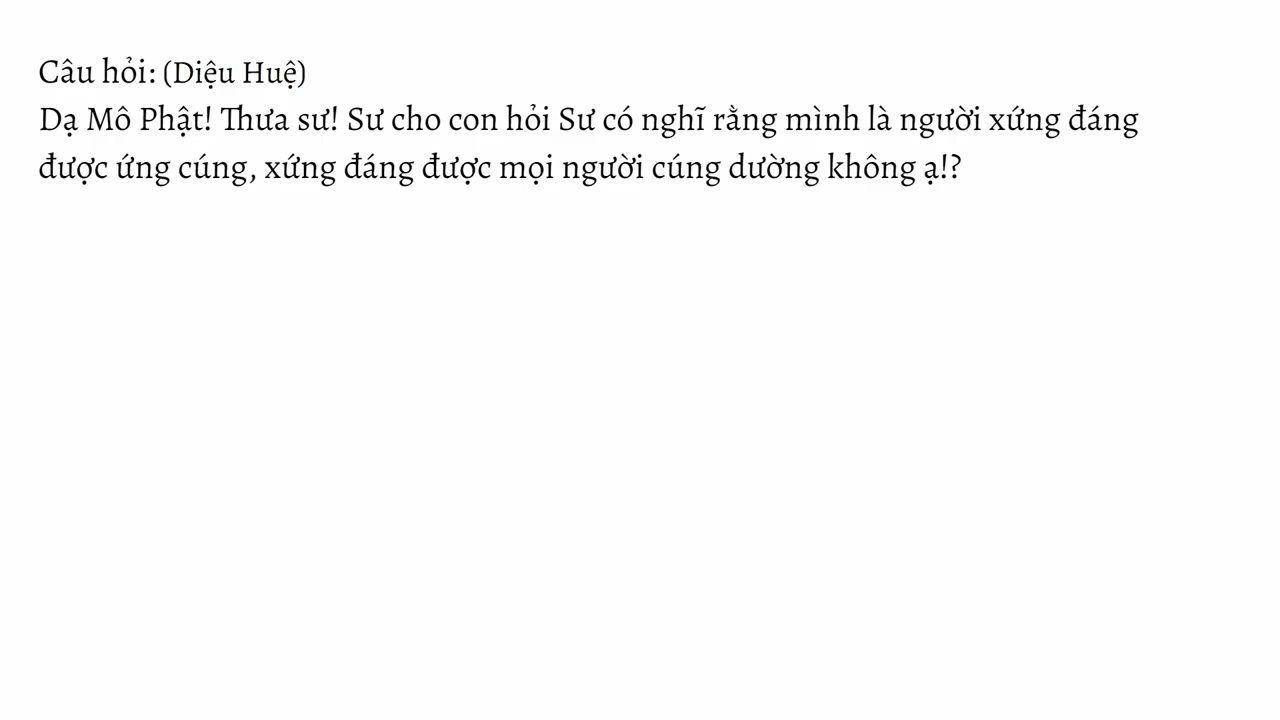 Câu hỏi: (Diệu Huệ)
Dạ Mô Phật! Thưa sư! Sư cho con hỏi Sư có nghĩ rằng mình là người xứng đáng
được ứng cúng, xứng đáng được mọi người cúng dường không ạ!?